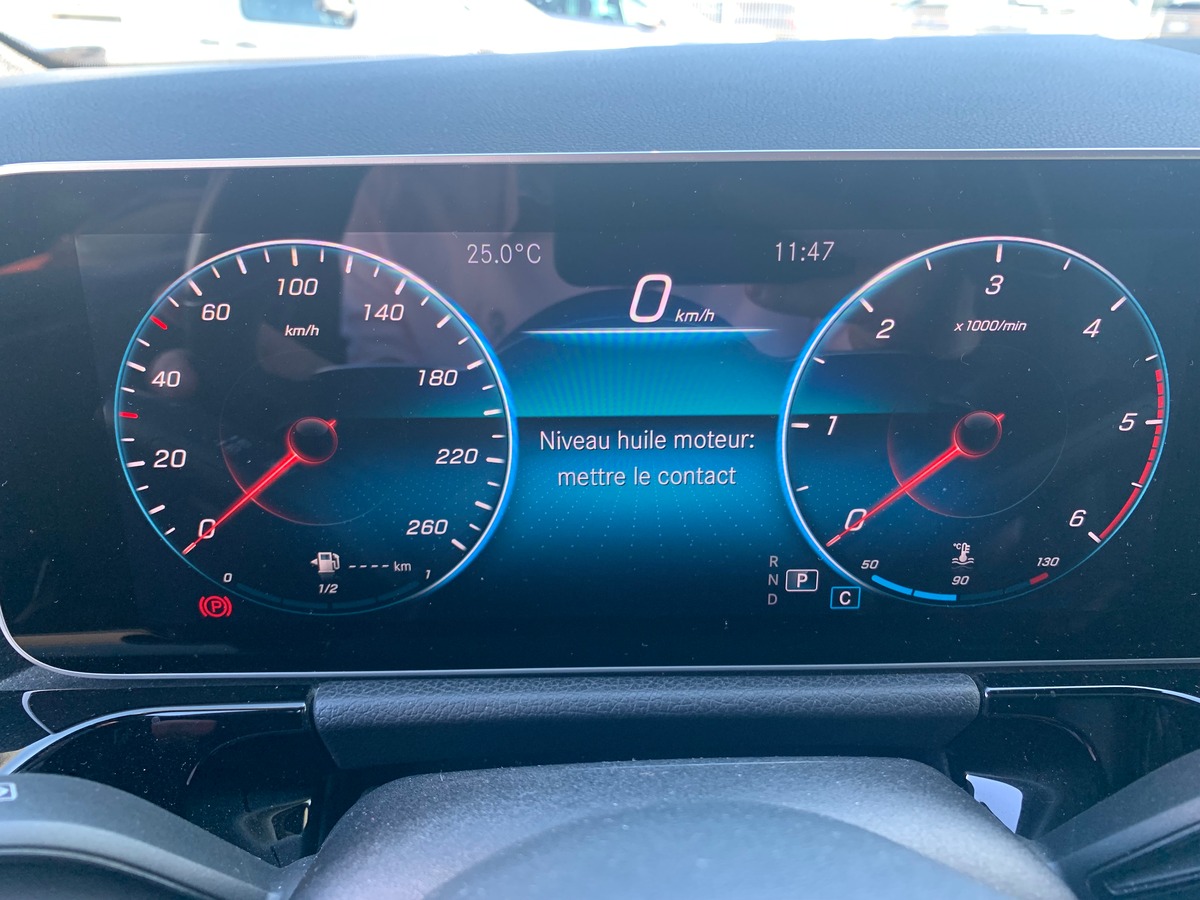 25.0°C
11:47
0 km/h
0
20
40
60
100
140
180
220
260
km/h
Niveau huile moteur:
mettre le contact
0
1
2
3
4
5
6
x1000/min
---- km
0
1/2
1
P
R
N
D
P
C
50
°C
90
130